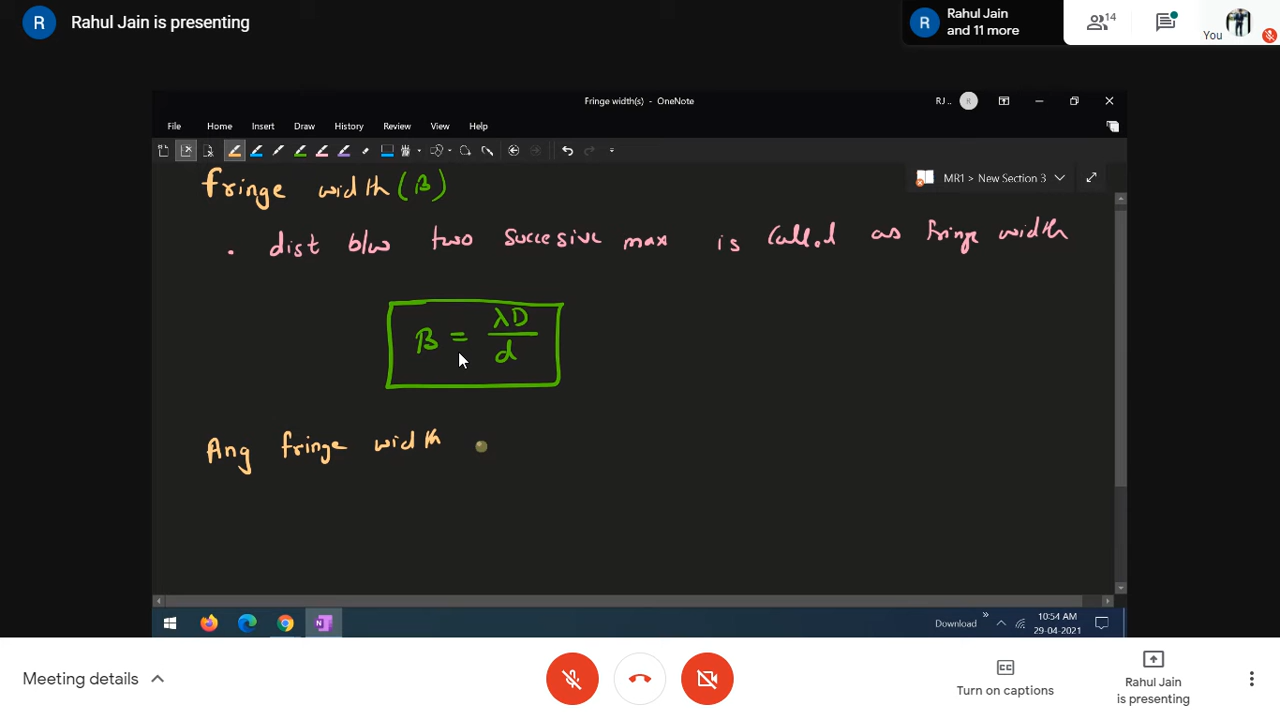 R Rahul Jain is presenting
R Rahul Jain and 11 more
14
You
Fringe width(s) - OneNote
RJ ..
File Home Insert Draw History Review View Help
MR1 > New Section 3
fringe width (β)
. dist b/w two succesive max is called as fringe width
β = λD/d
Ang fringe width
Download
10:54 AM
29-04-2021
Meeting details
Turn on captions
Rahul Jain
is presenting